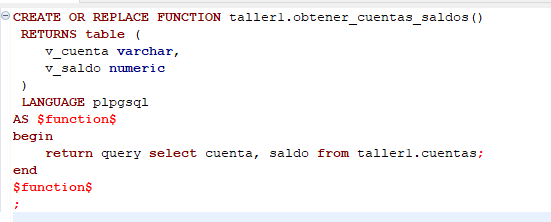 CREATE OR REPLACE FUNCTION taller1.obtener_cuentas_saldos()
RETURNS table (
v_cuenta varchar,
v_saldo numeric
)
LANGUAGE plpgsql
AS $function$
begin
return query select cuenta, saldo from taller1.cuentas;
end
$function$
;